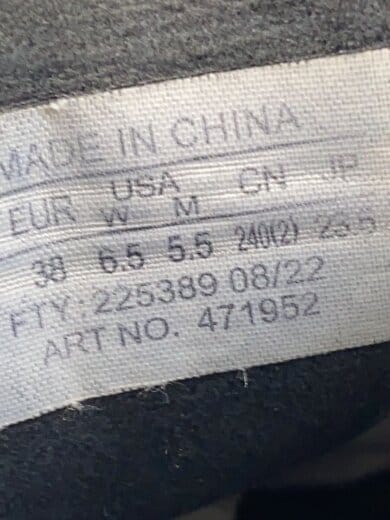 MADE IN CHINA
USA CN JP
EUR W M
38 6.5 5.5 240(2) 23.5
FTY: 225389 08/22
ART NO. 471952